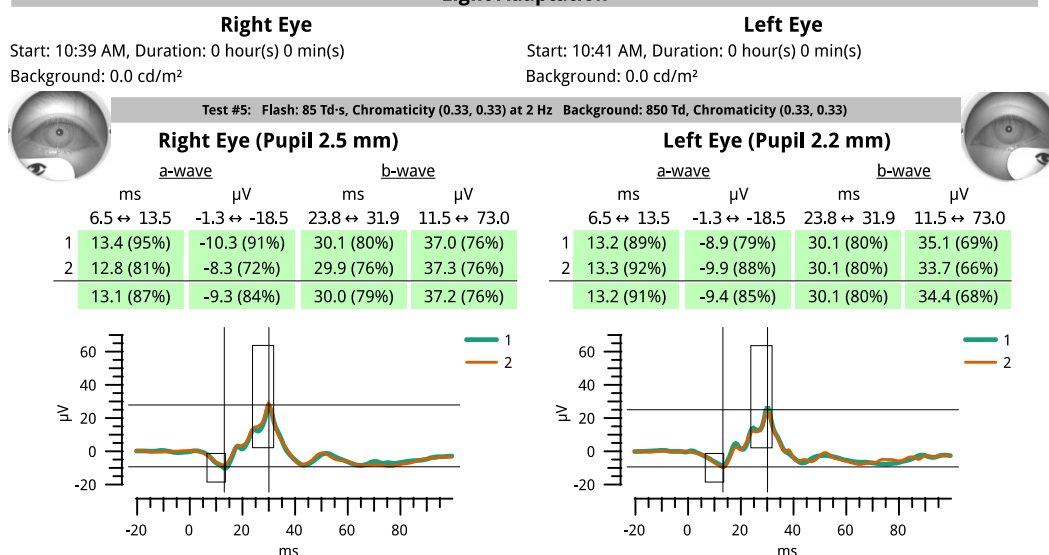 Light Adaptation
Right Eye
Start: 10:39 AM, Duration: 0 hour(s) 0 min(s)
Background: 0.0 cd/m²
Left Eye
Start: 10:41 AM, Duration: 0 hour(s) 0 min(s)
Background: 0.0 cd/m²
Test #5: Flash: 85 Td·s, Chromaticity (0.33, 0.33) at 2 Hz Background: 850 Td, Chromaticity (0.33, 0.33)
Right Eye (Pupil 2.5 mm)
a-wave b-wave
ms µV ms µV
6.5 ↔ 13.5 -1.3 ↔ -18.5 23.8 ↔ 31.9 11.5 ↔ 73.0
1 13.4 (95%) -10.3 (91%) 30.1 (80%) 37.0 (76%)
2 12.8 (81%) -8.3 (72%) 29.9 (76%) 37.3 (76%)
13.1 (87%) -9.3 (84%) 30.0 (79%) 37.2 (76%)
60
40
20
0
-20
µV
1
2
-20 0 20 40 60 80
ms
Left Eye (Pupil 2.2 mm)
a-wave b-wave
ms µV ms µV
6.5 ↔ 13.5 -1.3 ↔ -18.5 23.8 ↔ 31.9 11.5 ↔ 73.0
1 13.2 (89%) -8.9 (79%) 30.1 (80%) 35.1 (69%)
2 13.3 (92%) -9.9 (88%) 30.1 (80%) 33.7 (66%)
13.2 (91%) -9.4 (85%) 30.1 (80%) 34.4 (68%)
60
40
20
0
-20
µV
1
2
-20 0 20 40 60 80
ms